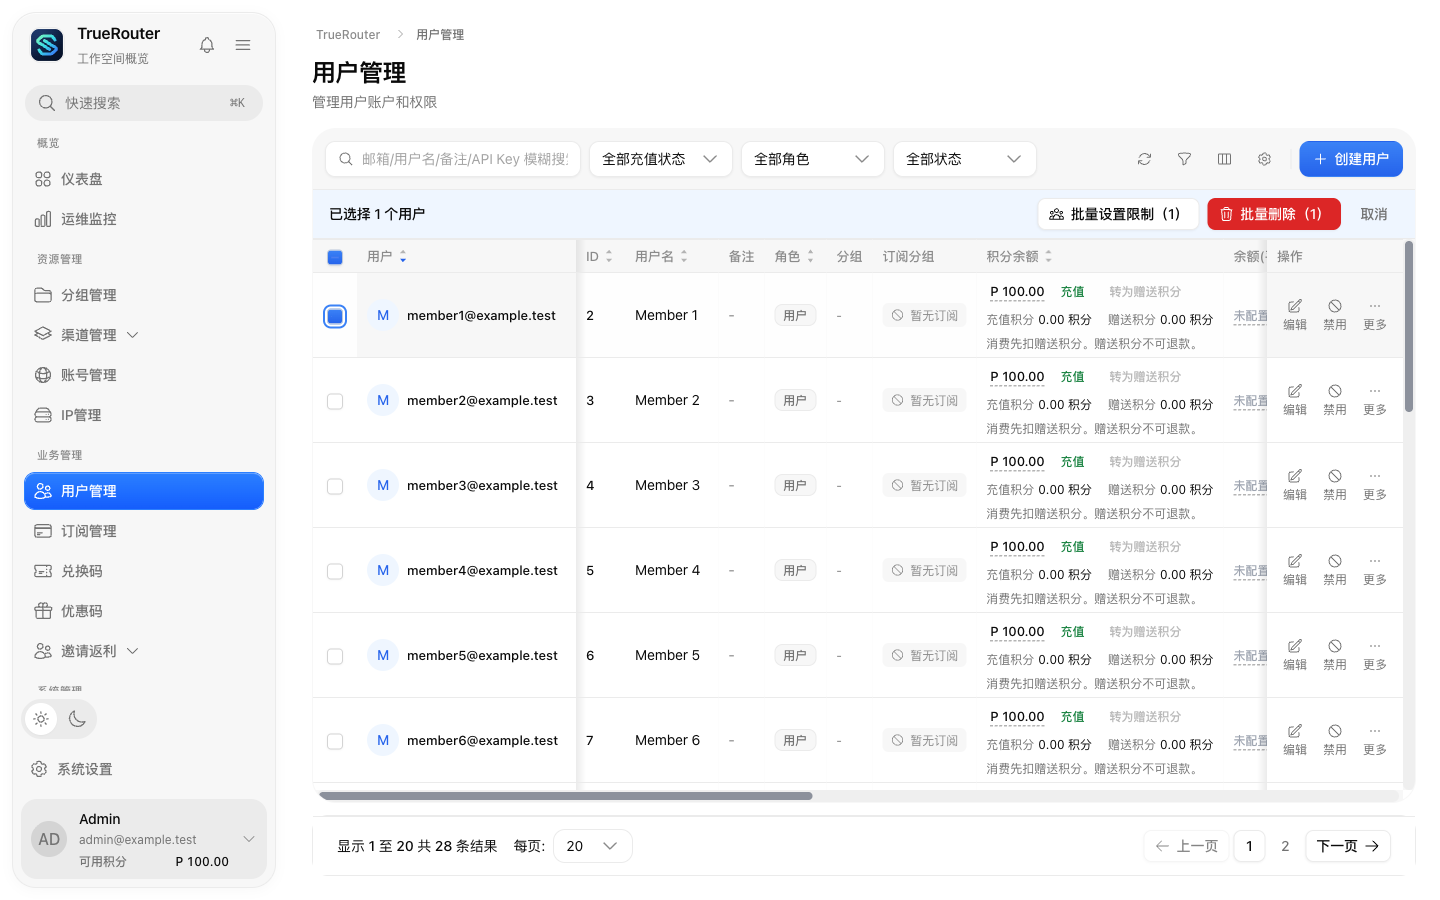 TrueRouter
工作空间概览
快速搜索 ⌘K
概览
仪表盘
运维监控
资源管理
分组管理
渠道管理
账号管理
IP管理
业务管理
用户管理
订阅管理
兑换码
优惠码
邀请返利
系统管理
系统设置
AD
Admin
admin@example.test
可用积分 P 100.00
TrueRouter > 用户管理
用户管理
管理用户账户和权限
邮箱/用户名/备注/API Key 模糊搜 全部充值状态 全部角色 全部状态 + 创建用户
已选择 1 个用户 批量设置限制（1） 批量删除（1） 取消
用户 ID 用户名 备注 角色 分组 订阅分组 积分余额 余额( 操作
M member1@example.test 2 Member 1 - 用户 - 暂无订阅
P 100.00 充值 转为赠送积分
充值积分 0.00 积分 赠送积分 0.00 积分
消费先扣赠送积分。赠送积分不可退款。
未配置 编辑 禁用 更多
M member2@example.test 3 Member 2 - 用户 - 暂无订阅
P 100.00 充值 转为赠送积分
充值积分 0.00 积分 赠送积分 0.00 积分
消费先扣赠送积分。赠送积分不可退款。
未配置 编辑 禁用 更多
M member3@example.test 4 Member 3 - 用户 - 暂无订阅
P 100.00 充值 转为赠送积分
充值积分 0.00 积分 赠送积分 0.00 积分
消费先扣赠送积分。赠送积分不可退款。
未配置 编辑 禁用 更多
M member4@example.test 5 Member 4 - 用户 - 暂无订阅
P 100.00 充值 转为赠送积分
充值积分 0.00 积分 赠送积分 0.00 积分
消费先扣赠送积分。赠送积分不可退款。
未配置 编辑 禁用 更多
M member5@example.test 6 Member 5 - 用户 - 暂无订阅
P 100.00 充值 转为赠送积分
充值积分 0.00 积分 赠送积分 0.00 积分
消费先扣赠送积分。赠送积分不可退款。
未配置 编辑 禁用 更多
M member6@example.test 7 Member 6 - 用户 - 暂无订阅
P 100.00 充值 转为赠送积分
充值积分 0.00 积分 赠送积分 0.00 积分
消费先扣赠送积分。赠送积分不可退款。
未配置 编辑 禁用 更多
显示 1 至 20 共 28 条结果 每页: 20 ← 上一页 1 2 下一页 →